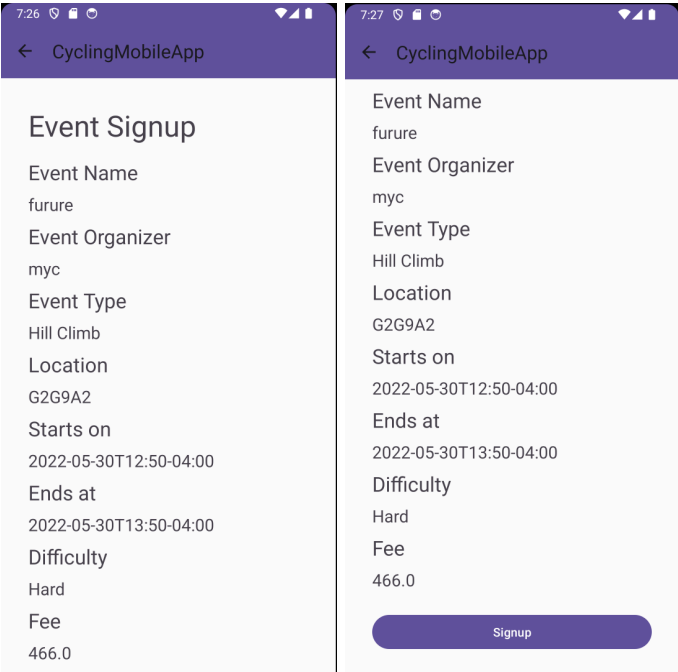 7:26
CyclingMobileApp
Event Signup
Event Name
furure
Event Organizer
myc
Event Type
Hill Climb
Location
G2G9A2
Starts on
2022-05-30T12:50-04:00
Ends at
2022-05-30T13:50-04:00
Difficulty
Hard
Fee
466.0
7:27
CyclingMobileApp
Event Name
furure
Event Organizer
myc
Event Type
Hill Climb
Location
G2G9A2
Starts on
2022-05-30T12:50-04:00
Ends at
2022-05-30T13:50-04:00
Difficulty
Hard
Fee
466.0
Signup